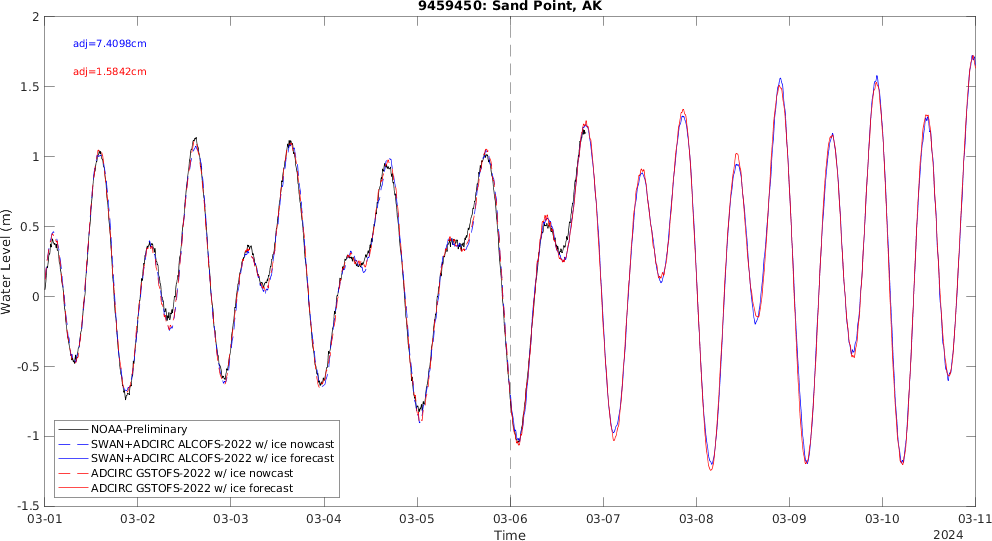 9459450: Sand Point, AK
adj=7.4098cm
adj=1.5842cm
Water Level (m)
2
1.5
1
0.5
0
-0.5
-1
-1.5
NOAA-Preliminary
SWAN+ADCIRC ALCOFS-2022 w/ ice nowcast
SWAN+ADCIRC ALCOFS-2022 w/ ice forecast
ADCIRC GSTOFS-2022 w/ ice nowcast
ADCIRC GSTOFS-2022 w/ ice forecast
03-01 03-02 03-03 03-04 03-05 03-06 03-07 03-08 03-09 03-10 03-11
Time
2024